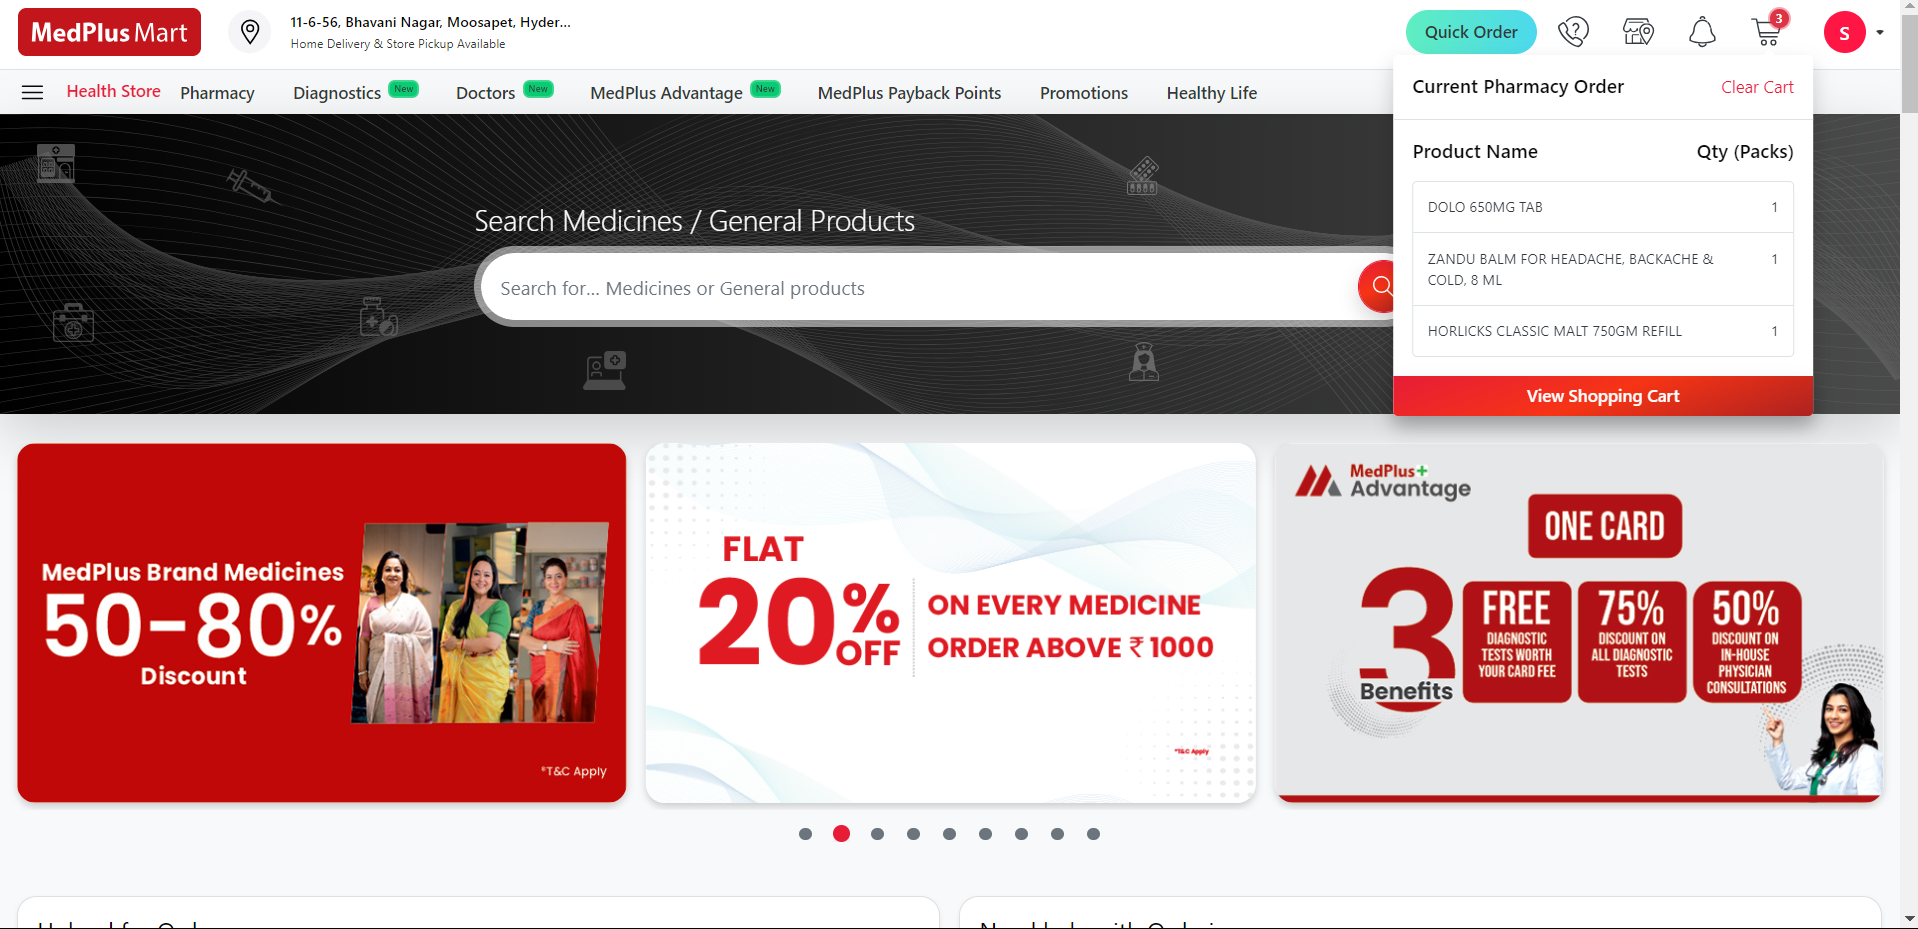 MedPlus Mart
11-6-56, Bhavani Nagar, Moosapet, Hyder...
Home Delivery & Store Pickup Available
Quick Order
3
S
Health Store
Pharmacy
Diagnostics New
Doctors New
MedPlus Advantage New
MedPlus Payback Points
Promotions
Healthy Life
Current Pharmacy Order
Clear Cart
Product Name
Qty (Packs)
DOLO 650MG TAB 1
ZANDU BALM FOR HEADACHE, BACKACHE & 1
COLD, 8 ML
HORLICKS CLASSIC MALT 750GM REFILL 1
View Shopping Cart
Search Medicines / General Products
Search for... Medicines or General products
MedPlus Brand Medicines
50-80%
Discount
*T&C Apply
FLAT
20% OFF
ON EVERY MEDICINE
ORDER ABOVE ₹ 1000
*T&C Apply
MedPlus+
Advantage
ONE CARD
3
Benefits
FREE
DIAGNOSTIC
TESTS WORTH
YOUR CARD FEE
75%
DISCOUNT ON
ALL DIAGNOSTIC
TESTS
50%
DISCOUNT ON
IN-HOUSE
PHYSICIAN
CONSULTATIONS